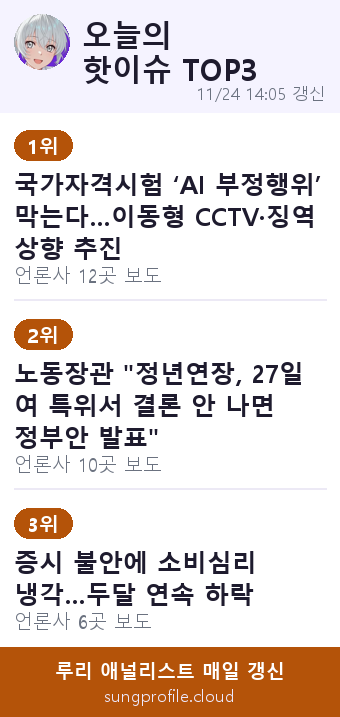 오늘의
핫이슈 TOP3
11/24 14:05 갱신
1위
국가자격시험 ‘AI 부정행위’
막는다…이동형 CCTV·징역
상향 추진
언론사 12곳 보도
2위
노동장관 "정년연장, 27일
여 특위서 결론 안 나면
정부안 발표"
언론사 10곳 보도
3위
증시 불안에 소비심리
냉각…두달 연속 하락
언론사 6곳 보도
루리 애널리스트 매일 갱신
sungprofile.cloud